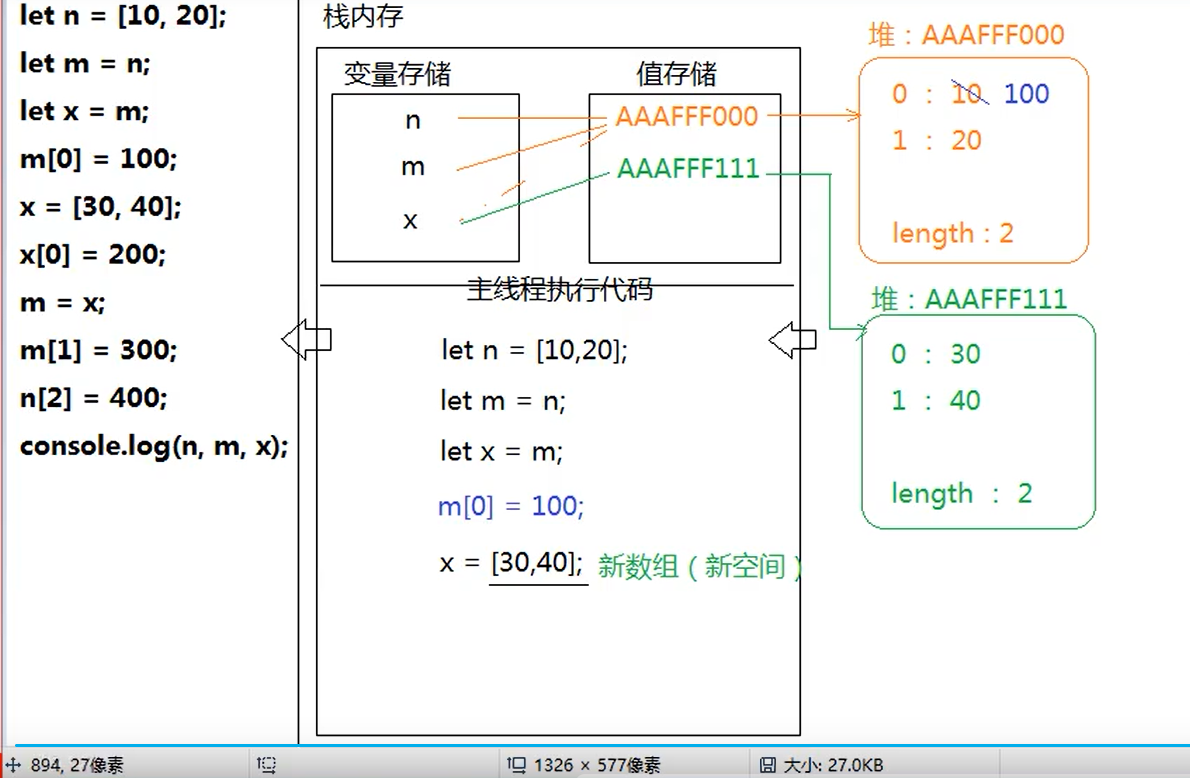 let n = [10, 20];
let m = n;
let x = m;
m[0] = 100;
x = [30, 40];
x[0] = 200;
m = x;
m[1] = 300;
n[2] = 400;
console.log(n, m, x);
栈内存
变量存储
n
m
x
值存储
AAAFFF000
AAAFFF111
主线程执行代码
let n = [10,20];
let m = n;
let x = m;
m[0] = 100;
x = [30,40]; 新数组（新空间）
堆：AAAFFF000
0 : 10 100
1 : 20
length : 2
堆：AAAFFF111
0 : 30
1 : 40
length : 2
894, 27像素
1326 × 577像素
大小: 27.0KB